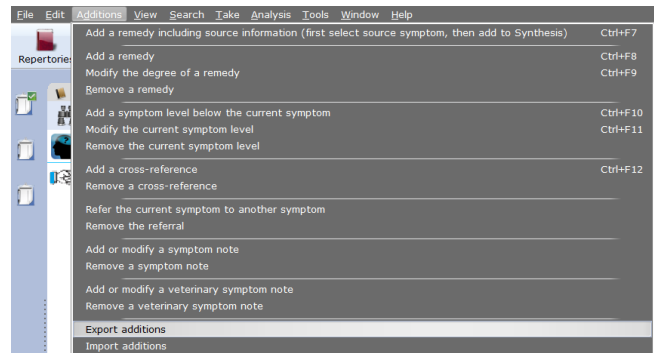 File Edit Additions View Search Take Analysis Tools Window Help
Add a remedy including source information (first select source symptom, then add to Synthesis) Ctrl+F7
Repertories
Add a remedy Ctrl+F8
Modify the degree of a remedy Ctrl+F9
Remove a remedy
Add a symptom level below the current symptom Ctrl+F10
Modify the current symptom level Ctrl+F11
Remove the current symptom level
Add a cross-reference Ctrl+F12
Remove a cross-reference
Refer the current symptom to another symptom
Remove the referral
Add or modify a symptom note
Remove a symptom note
Add or modify a veterinary symptom note
Remove a veterinary symptom note
Export additions
Import additions